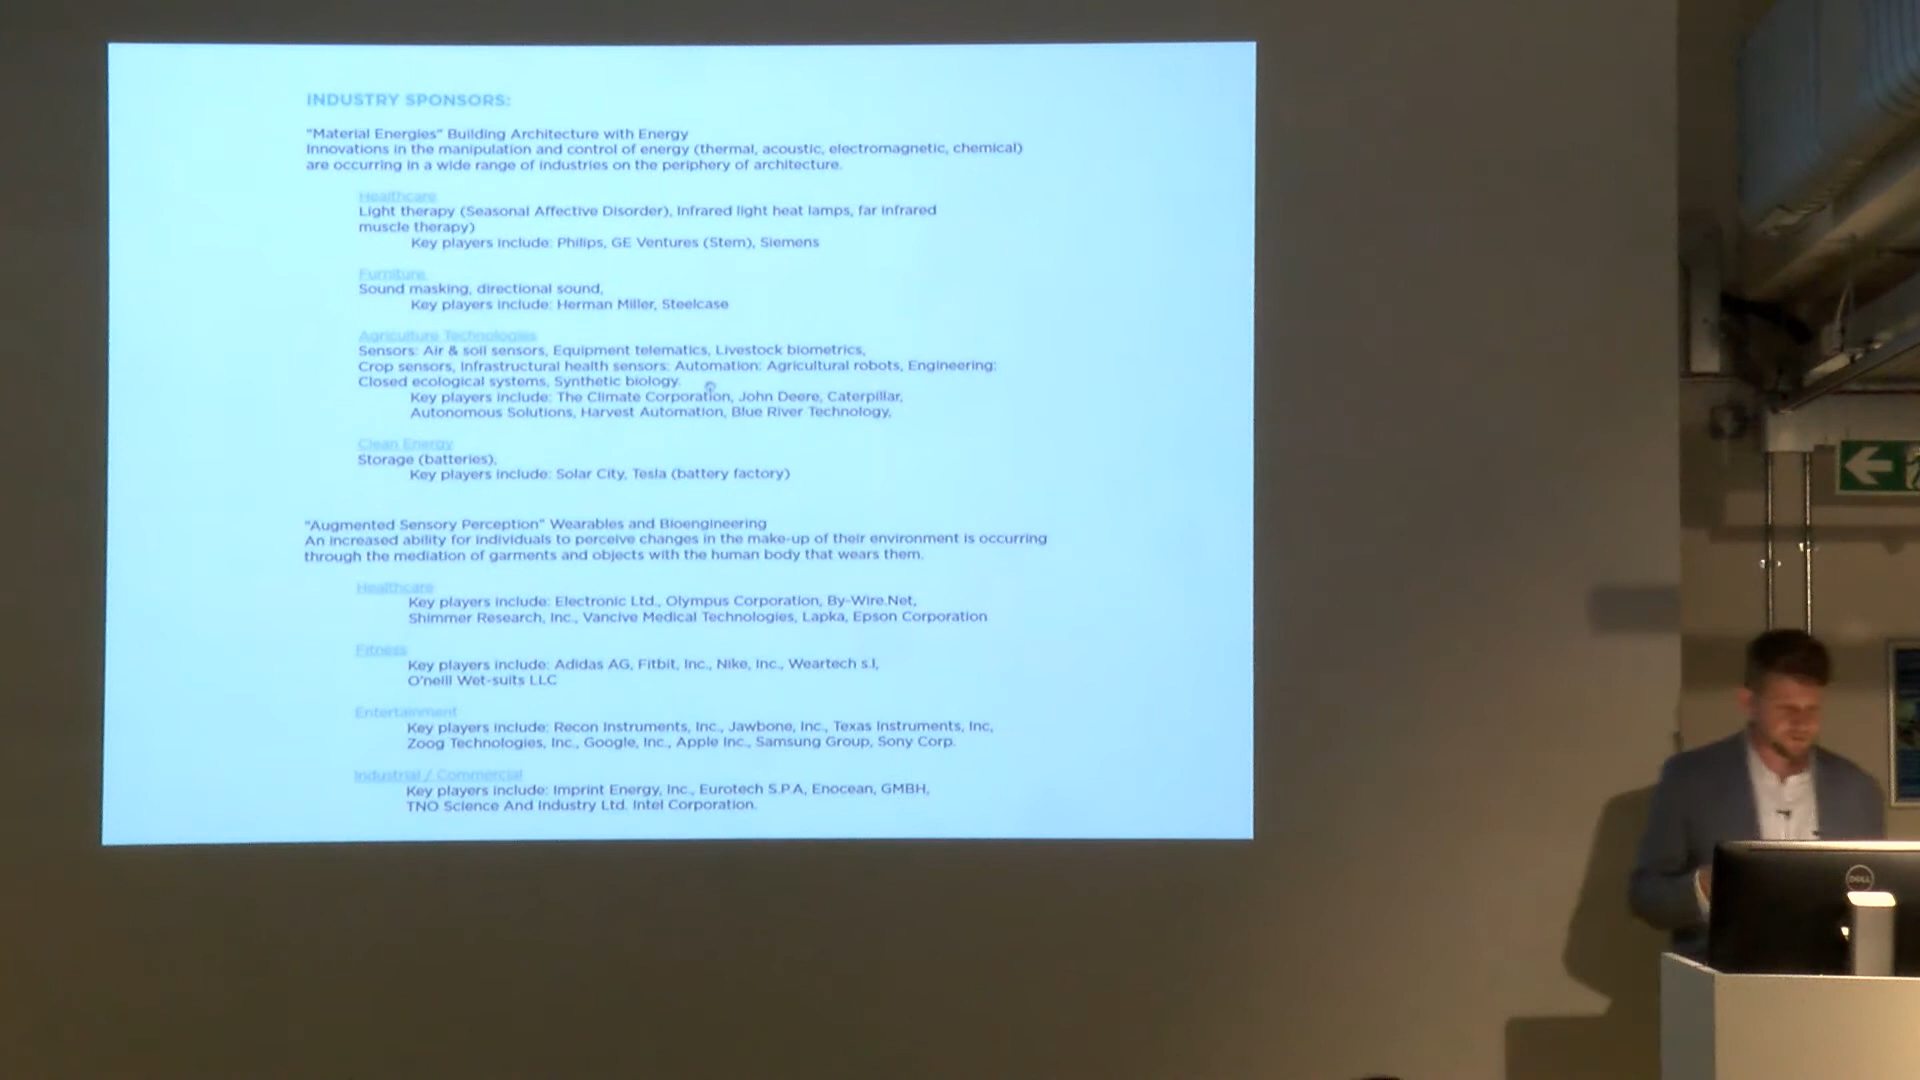 INDUSTRY SPONSORS:
"Material Energies" Building Architecture with Energy
Innovations in the manipulation and control of energy (thermal, acoustic, electromagnetic, chemical)
are occurring in a wide range of industries on the periphery of architecture.
Healthcare
Light therapy (Seasonal Affective Disorder), Infrared light heat lamps, far infrared
muscle therapy)
Key players include: Philips, GE Ventures (Stem), Siemens
Furniture
Sound masking, directional sound,
Key players include: Herman Miller, Steelcase
Agriculture Technologies
Sensors: Air & soil sensors, Equipment telematics, Livestock biometrics,
Crop sensors, Infrastructural health sensors: Automation: Agricultural robots, Engineering:
Closed ecological systems, Synthetic biology.
Key players include: The Climate Corporation, John Deere, Caterpillar,
Autonomous Solutions, Harvest Automation, Blue River Technology,
Clean Energy
Storage (batteries),
Key players include: Solar City, Tesla (battery factory)
"Augmented Sensory Perception" Wearables and Bioengineering
An increased ability for individuals to perceive changes in the make-up of their environment is occurring
through the mediation of garments and objects with the human body that wears them.
Healthcare
Key players include: Electronic Ltd., Olympus Corporation, By-Wire.Net,
Shimmer Research, Inc., Vancive Medical Technologies, Lapka, Epson Corporation
Fitness
Key players include: Adidas AG, Fitbit, Inc., Nike, Inc., Weartech s.l,
O'neill Wet-suits LLC
Entertainment
Key players include: Recon Instruments, Inc., Jawbone, Inc., Texas Instruments, Inc,
Zoog Technologies, Inc., Google, Inc., Apple Inc., Samsung Group, Sony Corp.
Industrial / Commercial
Key players include: Imprint Energy, Inc., Eurotech S.P.A, Enocean, GMBH,
TNO Science And Industry Ltd. Intel Corporation.
DELL